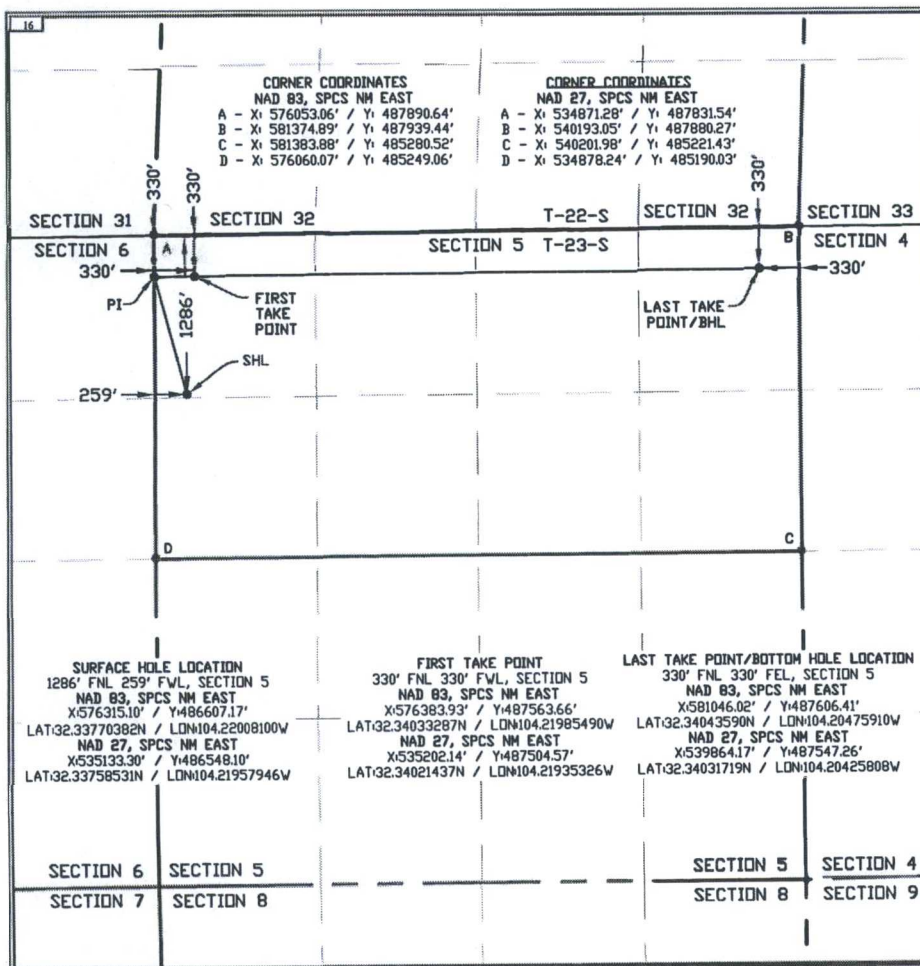 16
CORNER COORDINATES
NAD 83, SPCS NM EAST
A - X: 576053.06' / Y: 487890.64'
B - X: 581374.89' / Y: 487939.44'
C - X: 581383.88' / Y: 485280.52'
D - X: 576060.07' / Y: 485249.06'
CORNER COORDINATES
NAD 27, SPCS NM EAST
A - X: 534871.28' / Y: 487831.54'
B - X: 540193.05' / Y: 487880.27'
C - X: 540201.98' / Y: 485221.43'
D - X: 534878.24' / Y: 485190.03'
330'
330'
330'
SECTION 31
SECTION 32
T-22-S
SECTION 32
SECTION 33
SECTION 6
A
SECTION 5
T-23-S
B
SECTION 4
330'
330'
PI
FIRST
TAKE
POINT
LAST TAKE
POINT/BHL
1286'
SHL
259'
D
C
SURFACE HOLE LOCATION
1286' FNL 259' FWL, SECTION 5
NAD 83, SPCS NM EAST
X:576315.10' / Y:486607.17'
LAT:32.33770382N / LON:104.22008100W
NAD 27, SPCS NM EAST
X:535133.30' / Y:486548.10'
LAT:32.33758531N / LON:104.21957946W
FIRST TAKE POINT
330' FNL 330' FWL, SECTION 5
NAD 83, SPCS NM EAST
X:576383.93' / Y:487563.66'
LAT:32.34033287N / LON:104.21985490W
NAD 27, SPCS NM EAST
X:535202.14' / Y:487504.57'
LAT:32.34021437N / LON:104.21935326W
LAST TAKE POINT/BOTTOM HOLE LOCATION
330' FNL 330' FEL, SECTION 5
NAD 83, SPCS NM EAST
X:581046.02' / Y:487606.41'
LAT:32.34043590N / LON:104.20475910W
NAD 27, SPCS NM EAST
X:539864.17' / Y:487547.26'
LAT:32.34031719N / LON:104.20425808W
SECTION 6
SECTION 5
SECTION 5
SECTION 4
SECTION 7
SECTION 8
SECTION 8
SECTION 9